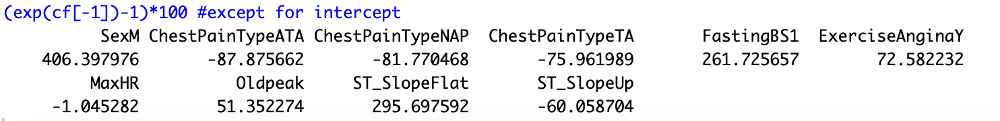 (exp(cf[-1])-1)*100 #except for intercept
SexM ChestPainTypeATA ChestPainTypeNAP ChestPainTypeTA FastingBS1 ExerciseAnginaY
406.397976 -87.875662 -81.770468 -75.961989 261.725657 72.582232
MaxHR Oldpeak ST_SlopeFlat ST_SlopeUp
-1.045282 51.352274 295.697592 -60.058704